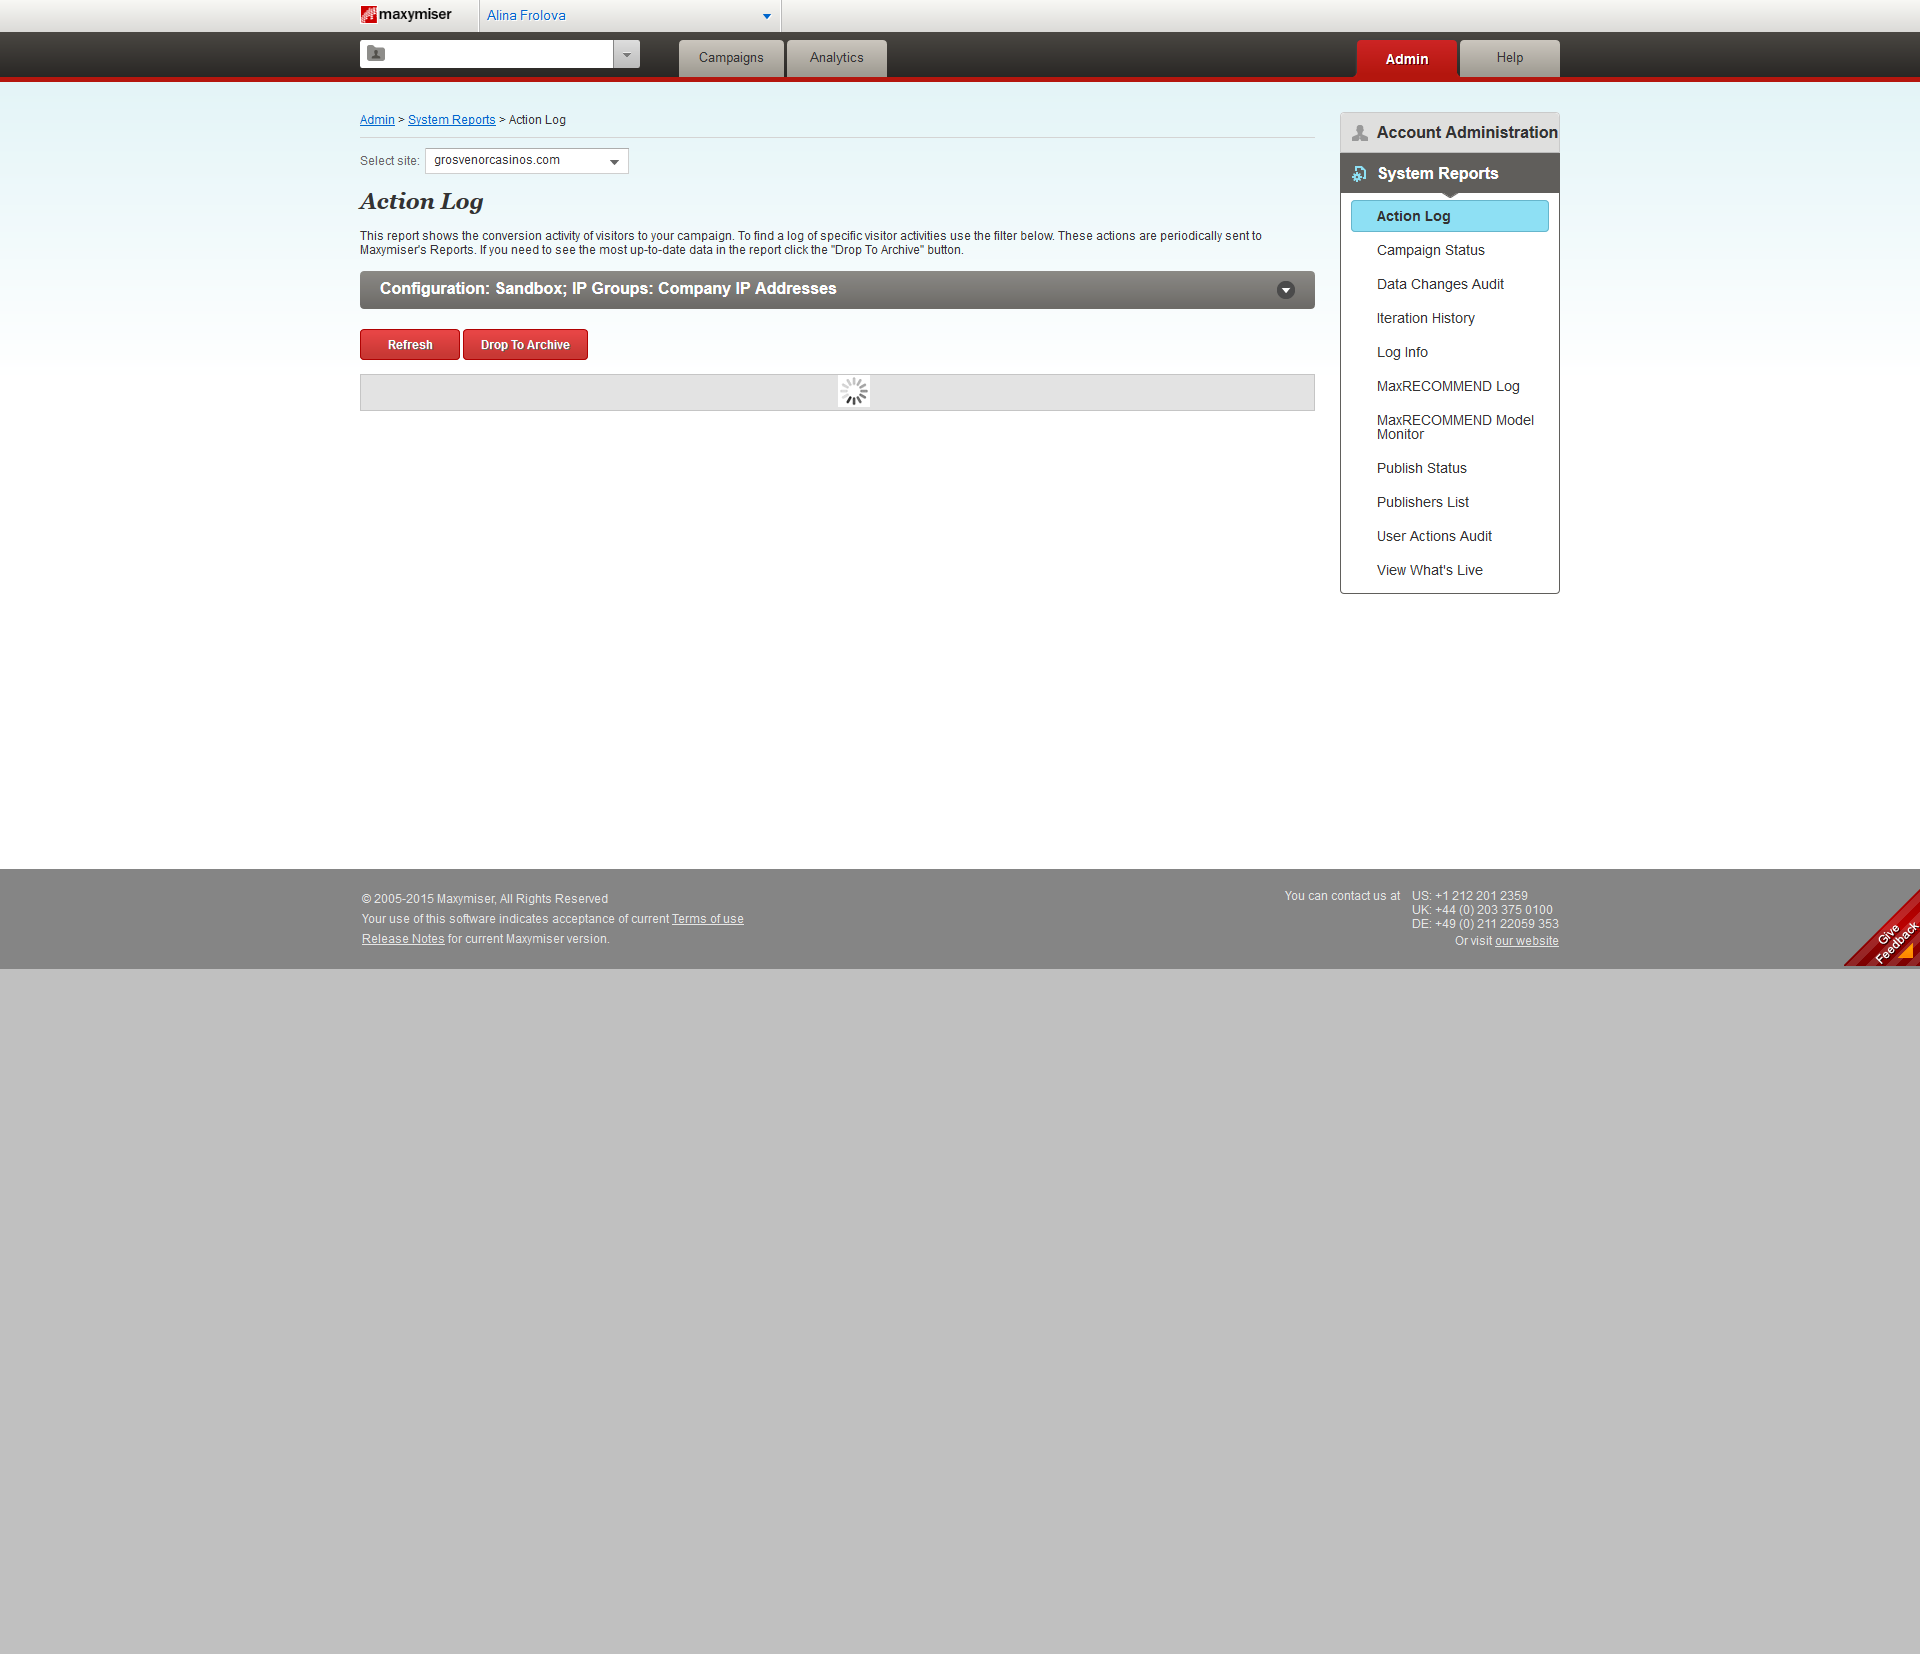 maxymiser
Alina Frolova
Campaigns
Analytics
Admin
Help
Admin > System Reports > Action Log
Select site: grosvenorcasinos.com
Action Log
This report shows the conversion activity of visitors to your campaign. To find a log of specific visitor activities use the filter below. These actions are periodically sent to
Maxymiser's Reports. If you need to see the most up-to-date data in the report click the "Drop To Archive" button.
Configuration: Sandbox; IP Groups: Company IP Addresses
Refresh
Drop To Archive
Account Administration
System Reports
Action Log
Campaign Status
Data Changes Audit
Iteration History
Log Info
MaxRECOMMEND Log
MaxRECOMMEND Model
Monitor
Publish Status
Publishers List
User Actions Audit
View What's Live
© 2005-2015 Maxymiser, All Rights Reserved
Your use of this software indicates acceptance of current Terms of use
Release Notes for current Maxymiser version.
You can contact us at US: +1 212 201 2359
UK: +44 (0) 203 375 0100
DE: +49 (0) 211 22059 353
Or visit our website
Give
Feedback